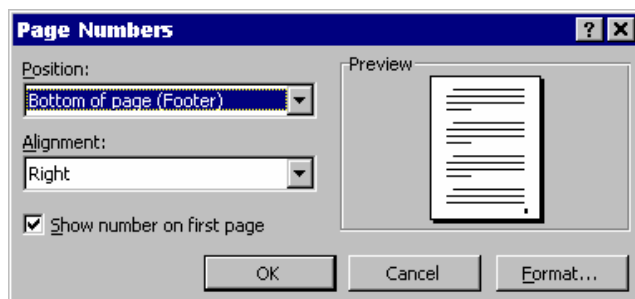 Page Numbers
Position:
Preview
Bottom of page (Footer)
Alignment:
Right
Show number on first page
OK Cancel Format...